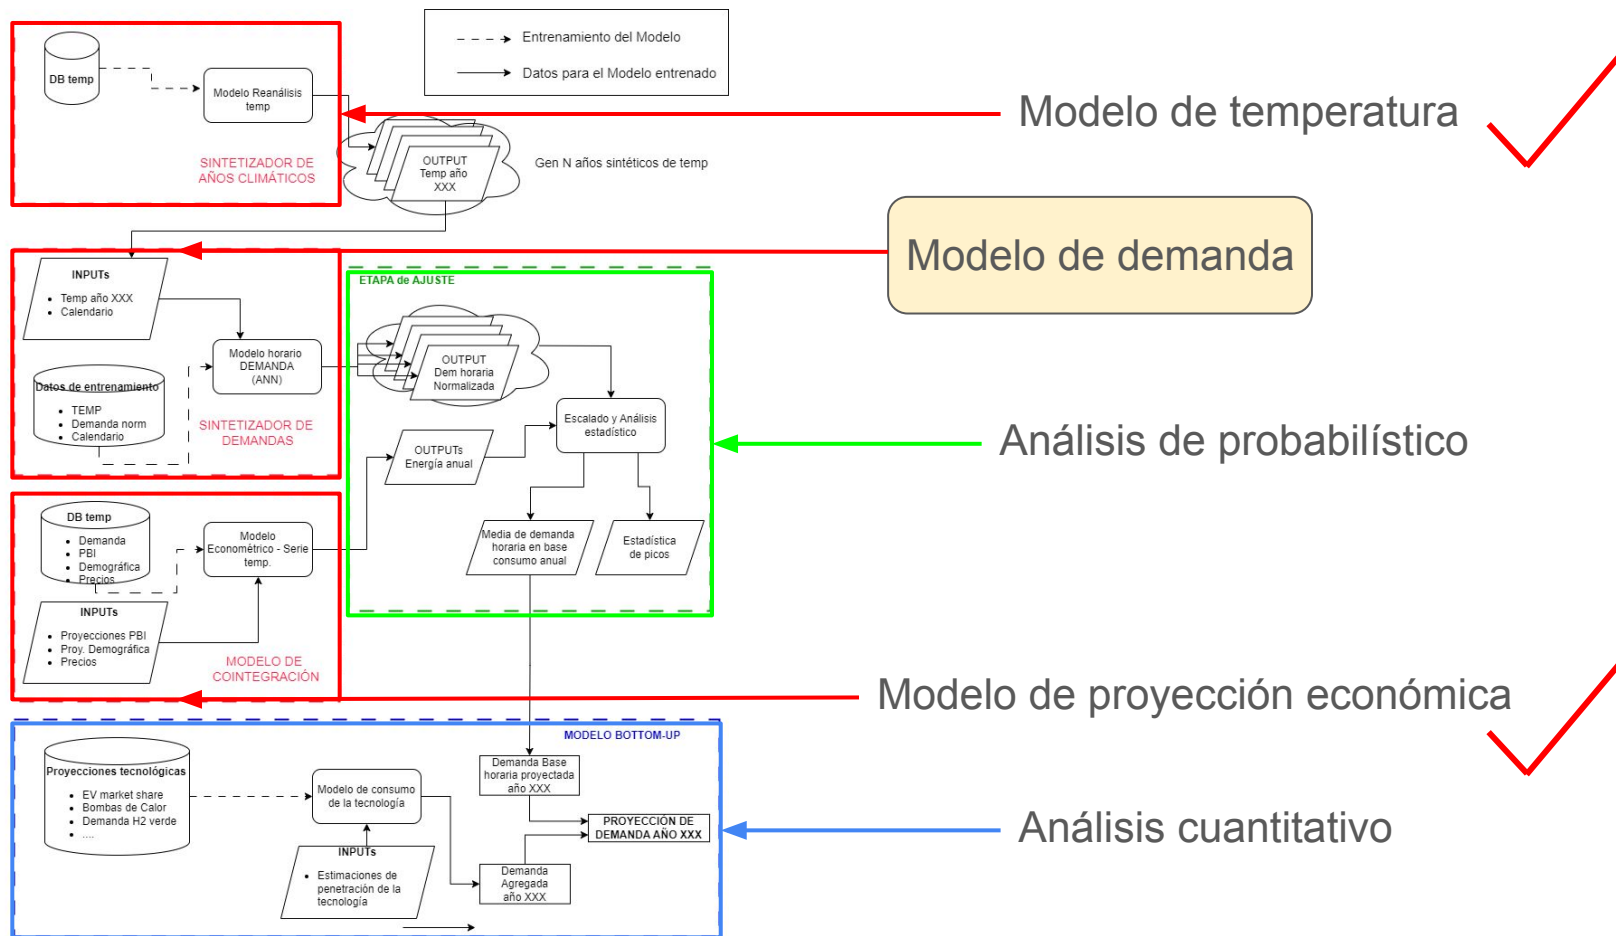 Entrenamiento del Modelo
Datos para el Modelo entrenado
DB temp
Modelo Reanálisis
temp
SINTETIZADOR DE
AÑOS CLIMÁTICOS
OUTPUT
Temp año
XXX
Gen N años sintéticos de temp
Modelo de temperatura
Modelo de demanda
INPUTs
Temp año XXX
Calendario
Modelo horario
DEMANDA
(ANN)
Datos de entrenamiento
TEMP
Demanda norm
Calendario
SINTETIZADOR DE
DEMANDAS
ETAPA de AJUSTE
OUTPUT
Dem horaria
Normalizada
Escalado y Análisis
estadístico
OUTPUTs
Energía anual
Media de demanda
horaria en base
consumo anual
Estadística
de picos
Análisis de probabilístico
DB temp
Demanda
PBI
Demográfica
Precios
Modelo
Econométrico - Serie
temp.
INPUTs
Proyecciones PBI
Proy. Demográfica
Precios
MODELO DE
COINTEGRACIÓN
Modelo de proyección económica
MODELO BOTTOM-UP
Proyecciones tecnológicas
EV market share
Bombas de Calor
Demanda H2 verde
....
Modelo de consumo
de la tecnología
INPUTs
Estimaciones de
penetración de la
tecnología
Demanda Base
horaria proyectada
año XXX
PROYECCIÓN DE
DEMANDA AÑO XXX
Demanda
Agregada
año XXX
Análisis cuantitativo